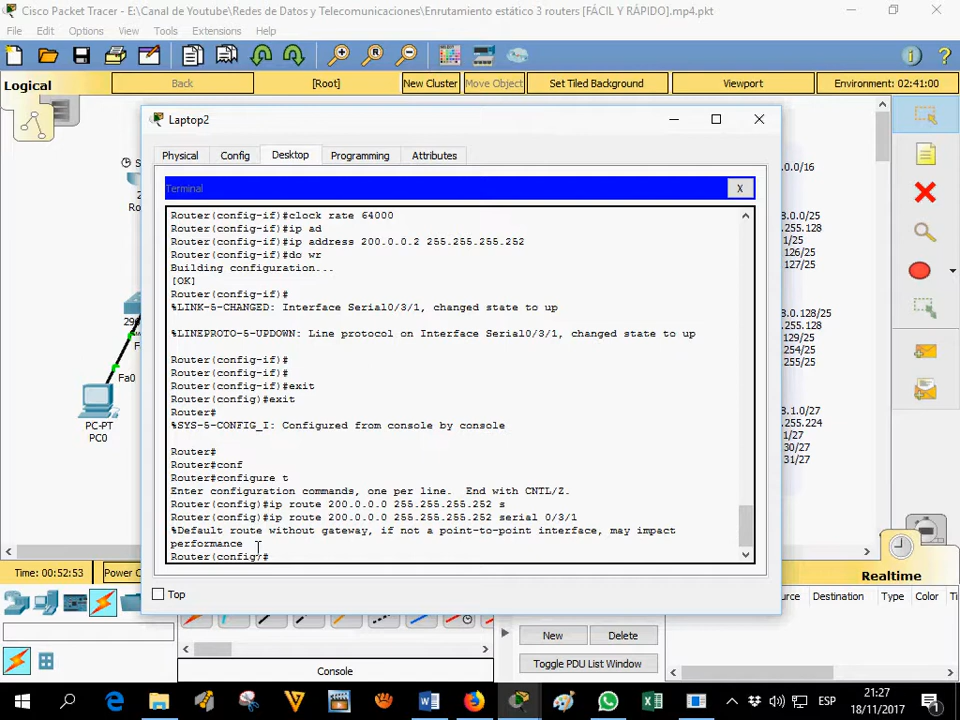 Cisco Packet Tracer - E:\Canal de Youtube\Redes de Datos y Telecomunicaciones\Enrutamiento estático 3 routers [FÁCIL Y RÁPIDO].mp4.pkt
File Edit Options View Tools Extensions Help
Logical Back [Root] New Cluster Move Object Set Tiled Background Viewport Environment: 02:41:00
Laptop2
Physical Config Desktop Programming Attributes
Terminal X
Router(config-if)#clock rate 64000
Router(config-if)#ip ad
Router(config-if)#ip address 200.0.0.2 255.255.255.252
Router(config-if)#do wr
Building configuration...
[OK]
Router(config-if)#
%LINK-5-CHANGED: Interface Serial0/3/1, changed state to up
%LINEPROTO-5-UPDOWN: Line protocol on Interface Serial0/3/1, changed state to up
Router(config-if)#
Router(config-if)#
Router(config-if)#exit
Router(config)#exit
Router#
%SYS-5-CONFIG_I: Configured from console by console
Router#
Router#conf
Router#configure t
Enter configuration commands, one per line.  End with CNTL/Z.
Router(config)#ip route 200.0.0.0 255.255.255.252 s
Router(config)#ip route 200.0.0.0 255.255.255.252 serial 0/3/1
%Default route without gateway, if not a point-to-point interface, may impact
performance
Router(config)#
Top
S
2
Ro
29
F
Fa0
PC-PT
PC0
.0.0/16
3.0.0/25
.255.128
1/25
126/25
127/25
3.0.128/25
255.128
129/25
254/25
255/25
3.1.0/27
.255.224
1/27
30/27
31/27
Time: 00:52:53 Power C
Realtime
New Delete
Toggle PDU List Window
Destination Type Color
Console
ESP
21:27
18/11/2017